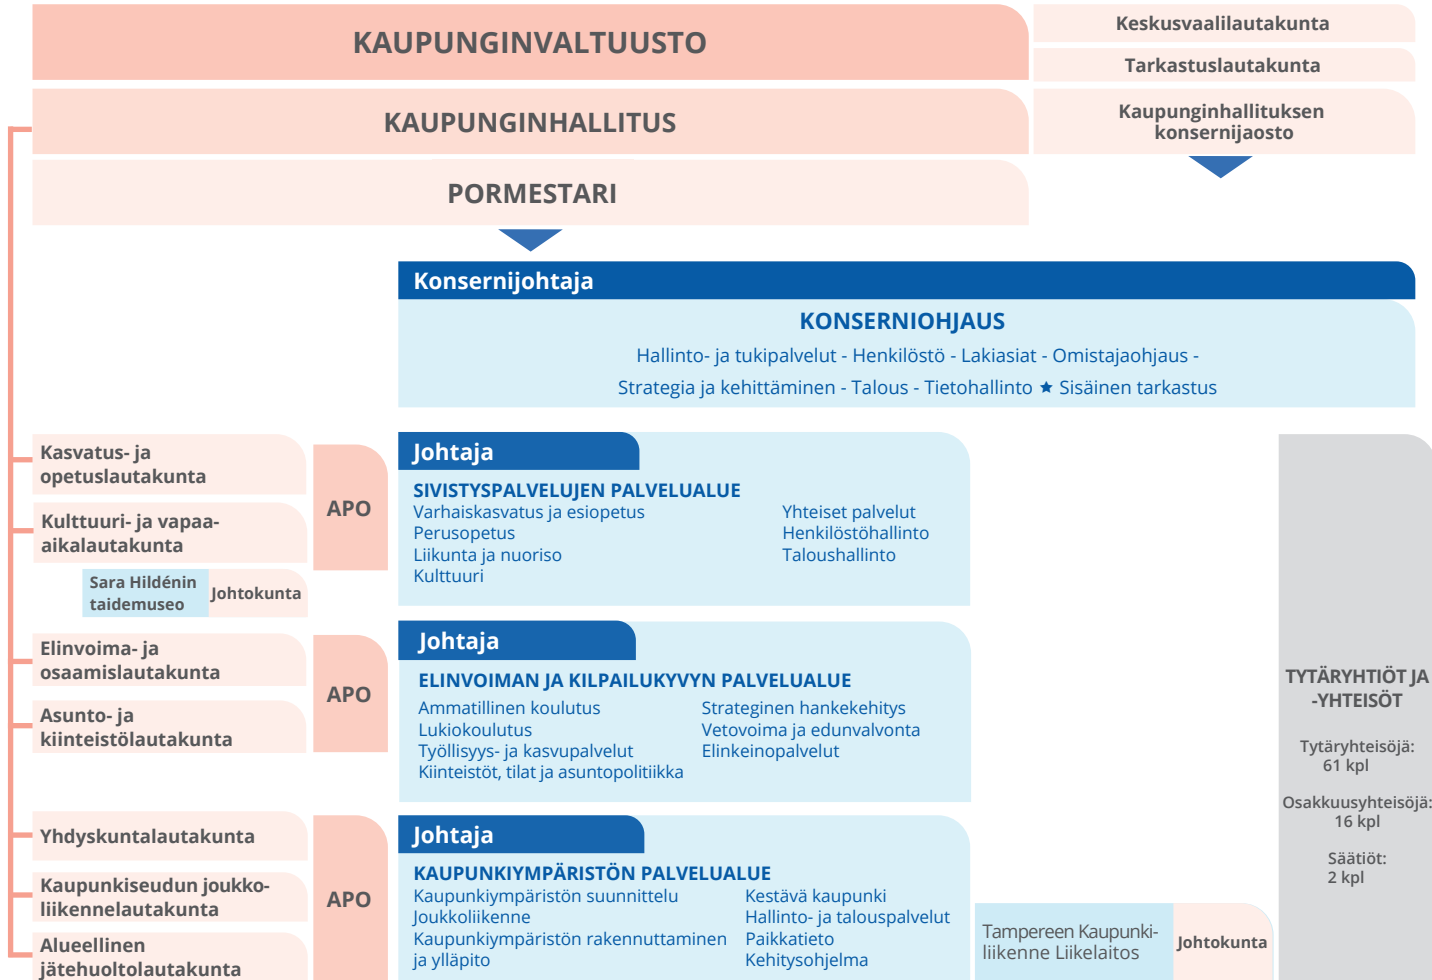 KAUPUNGINVALTUUSTO
Keskusvaalilautakunta
Tarkastuslautakunta
KAUPUNGINHALLITUS
Kaupunginhallituksen
konsernijaosto
PORMESTARI
Konsernijohtaja
KONSERNIOHJAUS
Hallinto- ja tukipalvelut - Henkilöstö - Lakiasiat - Omistajaohjaus -
Strategia ja kehittäminen - Talous - Tietohallinto ★ Sisäinen tarkastus
Kasvatus- ja
opetuslautakunta
Kulttuuri- ja vapaa-
aikalautakunta
Sara Hildénin
taidemuseo
Johtokunta
APO
Johtaja
SIVISTYSPALVELUJEN PALVELUALUE
Varhaiskasvatus ja esiopetus
Perusopetus
Liikunta ja nuoriso
Kulttuuri
Yhteiset palvelut
Henkilöstöhallinto
Taloushallinto
Elinvoima- ja
osaamislautakunta
Asunto- ja
kiinteistölautakunta
APO
Johtaja
ELINVOIMAN JA KILPAILUKYVYN PALVELUALUE
Ammatillinen koulutus
Lukiokoulutus
Työllisyys- ja kasvupalvelut
Kiinteistöt, tilat ja asuntopolitiikka
Strateginen hankekehitys
Vetovoima ja edunvalvonta
Elinkeinopalvelut
Yhdyskuntalautakunta
Kaupunkiseudun joukko-
liikennelautakunta
Alueellinen
jätehuoltolautakunta
APO
Johtaja
KAUPUNKIYMPÄRISTÖN PALVELUALUE
Kaupunkiympäristön suunnittelu
Joukkoliikenne
Kaupunkiympäristön rakennuttaminen
ja ylläpito
Kestävä kaupunki
Hallinto- ja talouspalvelut
Paikkatieto
Kehitysohjelma
Tampereen Kaupunki-
liikenne Liikelaitos
Johtokunta
TYTÄRYHTIÖT JA
-YHTEISÖT
Tytäryhteisöjä:
61 kpl
Osakkuusyhteisöjä:
16 kpl
Säätiöt:
2 kpl